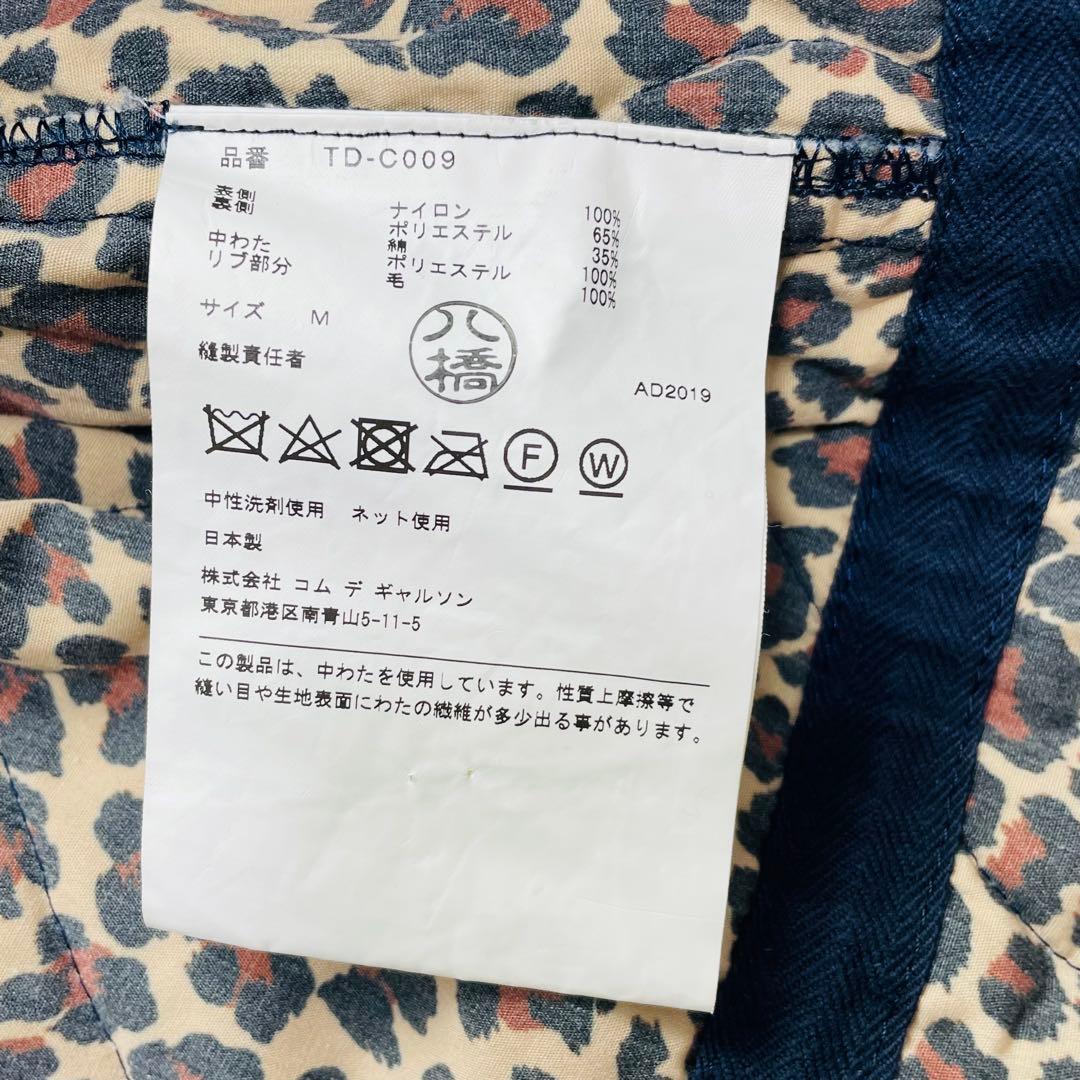 品番 TD-C009
表側 ナイロン 100%
裏側 ポリエステル 65%
綿 35%
中わた ポリエステル 100%
リブ部分 毛 100%
サイズ M
縫製責任者 八橋
AD2019
F W
中性洗剤使用 ネット使用
日本製
株式会社 コム デ ギャルソン
東京都港区南青山5-11-5
この製品は、中わたを使用しています。性質上摩擦等で
縫い目や生地表面にわたの繊維が多少出る事があります。